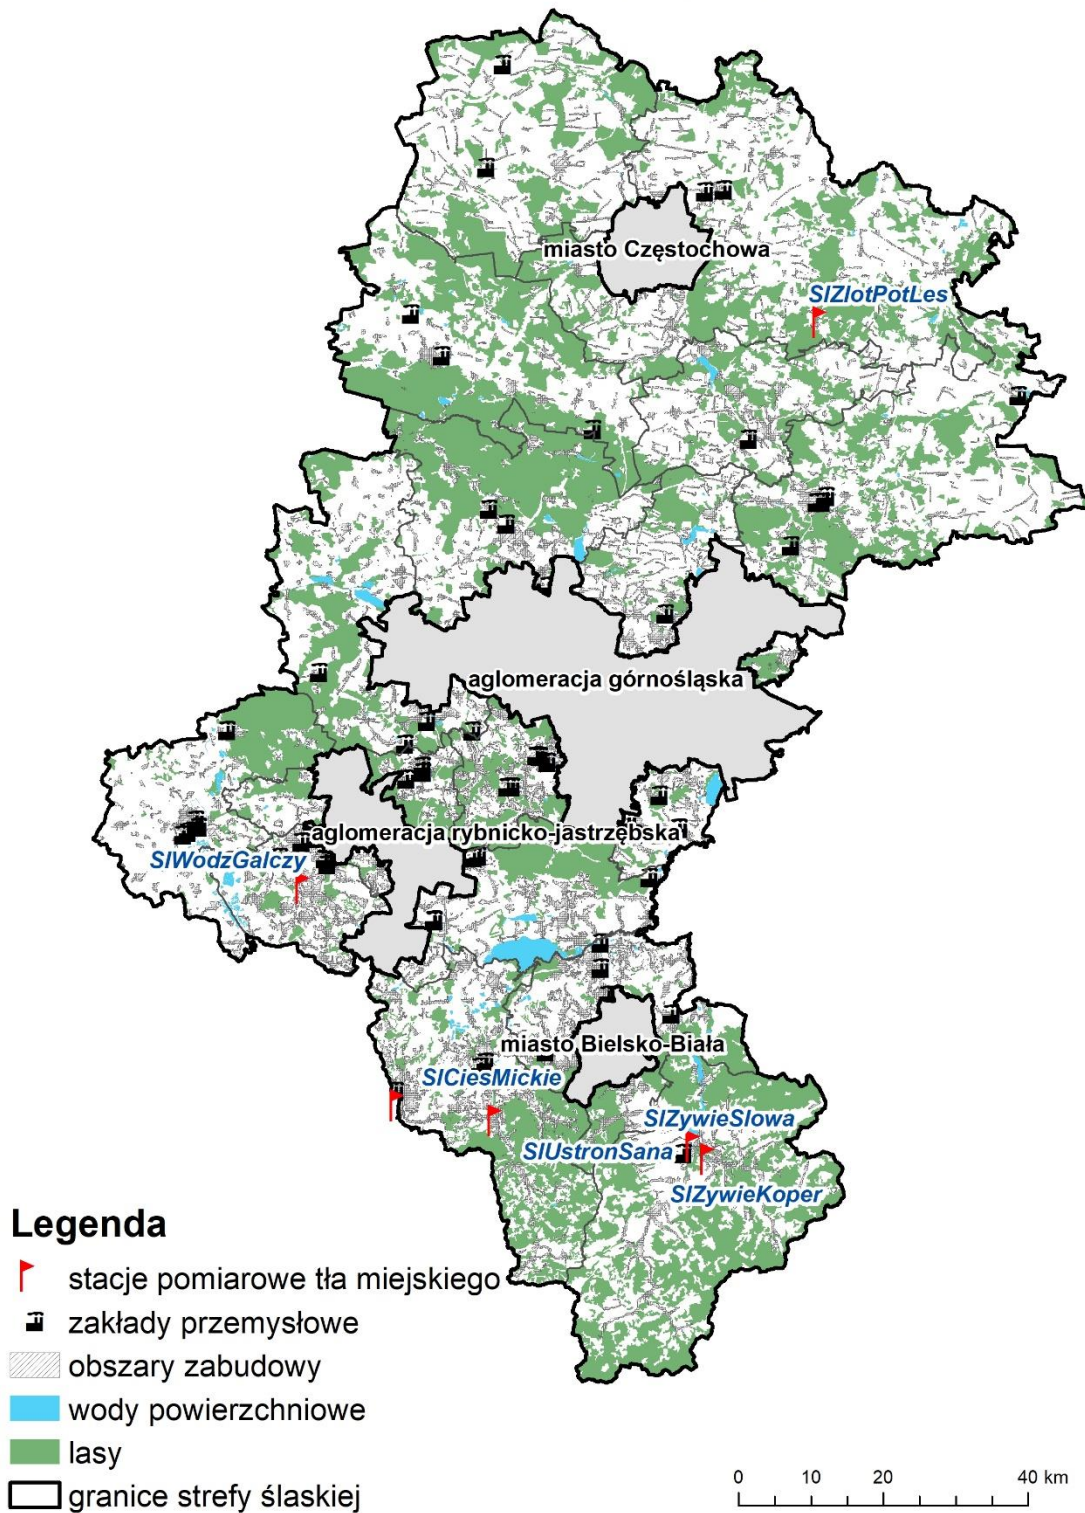 miasto Częstochowa
SlZlotPotLes
aglomeracja górnośląska
aglomeracja rybnicko-jastrzębska
SlWodzGalczy
miasto Bielsko-Biała
SlCiesMickie
SlZywieSlowa
SlUstronSana
SlZywieKoper
Legenda
stacje pomiarowe tła miejskiego
zakłady przemysłowe
obszary zabudowy
wody powierzchniowe
lasy
granice strefy ślaskiej
0 10 20 40 km